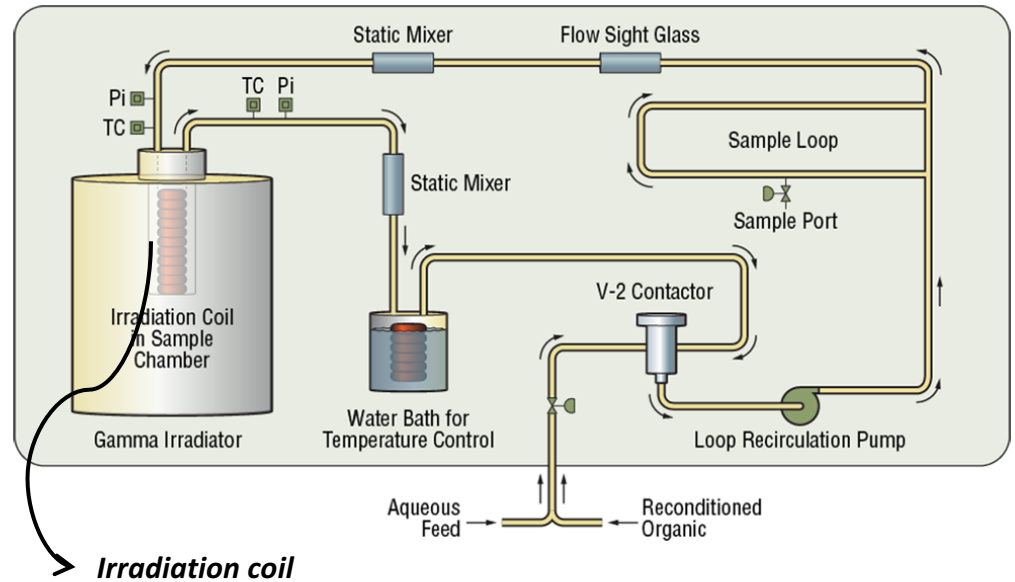 Static Mixer
Flow Sight Glass
Pi
TC
TC
Pi
Sample Loop
Static Mixer
Sample Port
V-2 Contactor
Irradiation Coil
in Sample
Chamber
Water Bath for
Temperature Control
Gamma Irradiator
Loop Recirculation Pump
Aqueous
Feed
Reconditioned
Organic
Irradiation coil